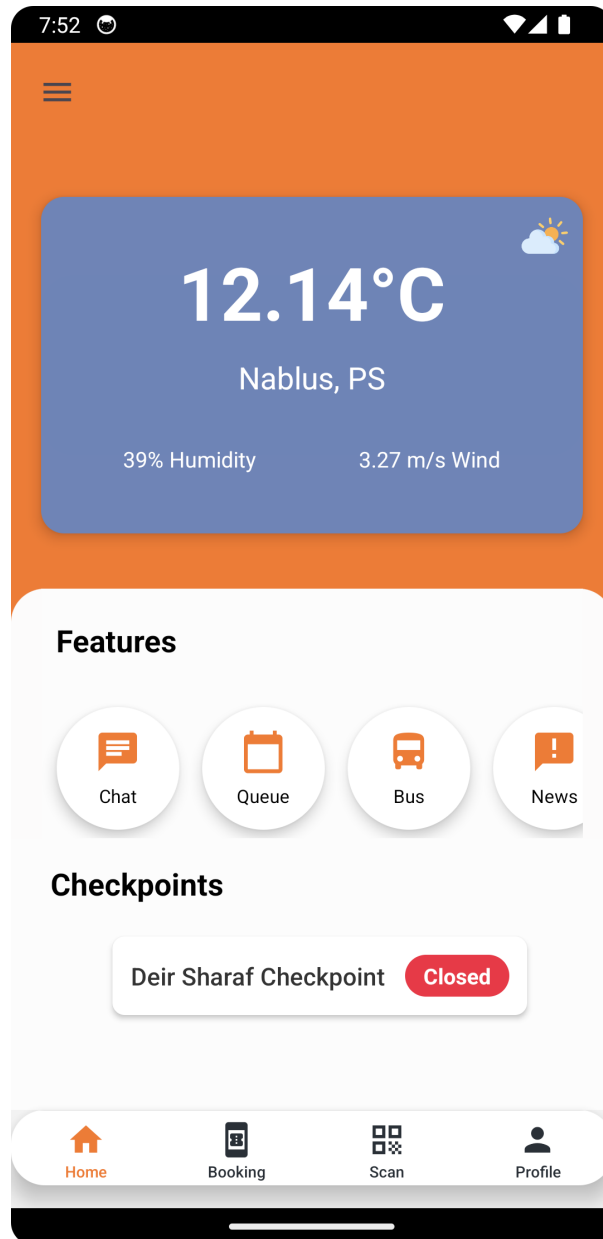 7:52
12.14°C
Nablus, PS
39% Humidity 3.27 m/s Wind
Features
Chat Queue Bus News
Checkpoints
Deir Sharaf Checkpoint Closed
Home Booking Scan Profile